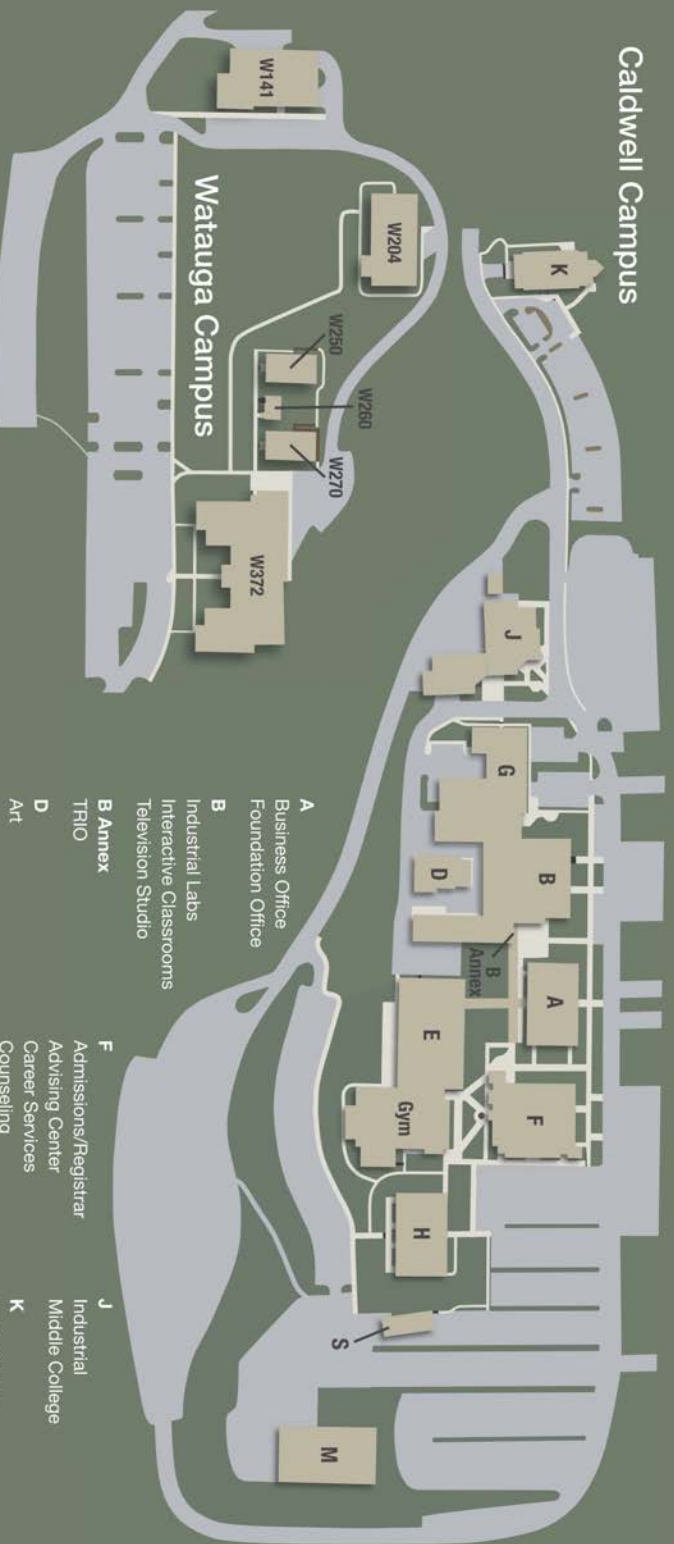 Caldwell Campus
K
J
G
B
D
B
Annex
A
E
Gym
F
H
S
M
Watauga Campus
W141
W204
W250
W260
W270
W372
A
Business Office
Foundation Office
B
Industrial Labs
Interactive Classrooms
Television Studio
B Annex
TRIO
D
Art
F
Admissions/Registrar
Advising Center
Career Services
Counseling
J
Industrial
Middle College
K